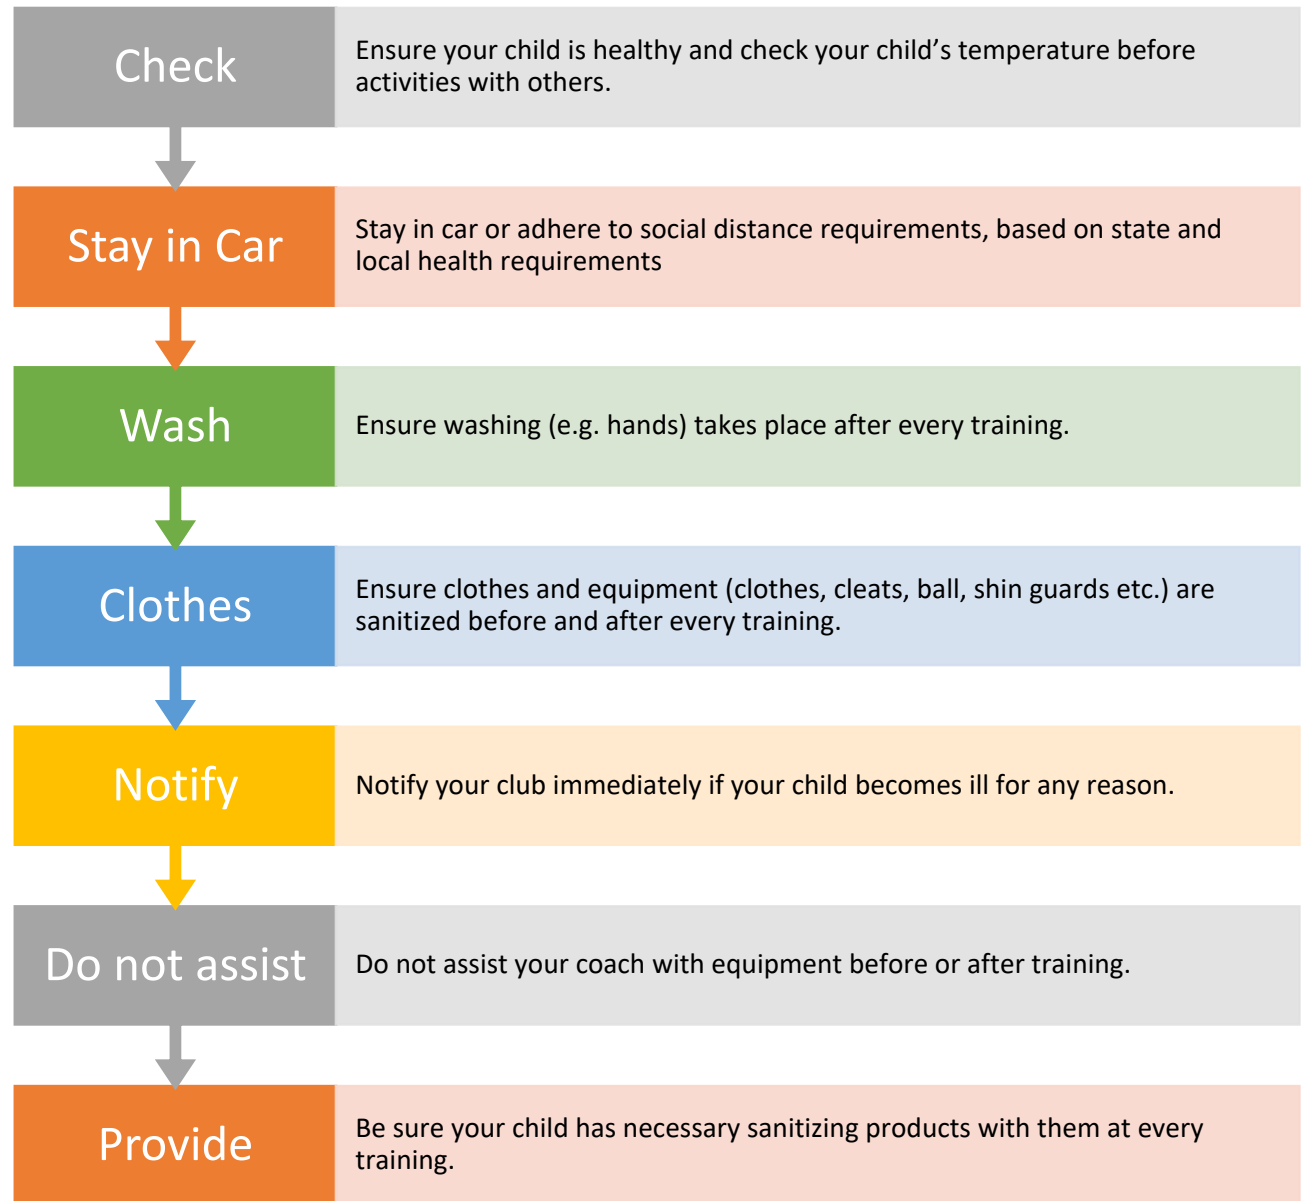 Check
Ensure your child is healthy and check your child’s temperature before
activities with others.
Stay in Car
Stay in car or adhere to social distance requirements, based on state and
local health requirements
Wash
Ensure washing (e.g. hands) takes place after every training.
Clothes
Ensure clothes and equipment (clothes, cleats, ball, shin guards etc.) are
sanitized before and after every training.
Notify
Notify your club immediately if your child becomes ill for any reason.
Do not assist
Do not assist your coach with equipment before or after training.
Provide
Be sure your child has necessary sanitizing products with them at every
training.